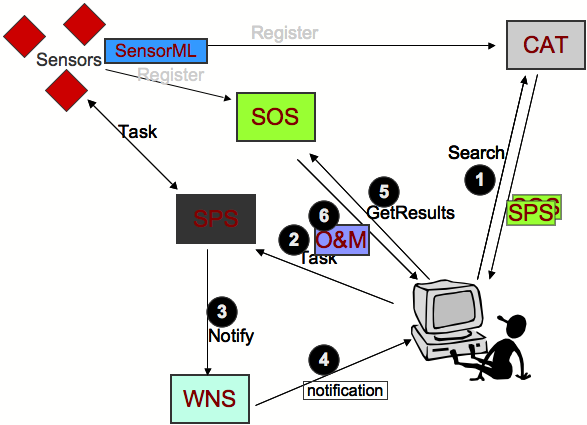 Register
SensorML
CAT
Sensors
Register
SOS
Task
Search
1
5
SOS
SPS
6
GetResults
SPS
2
O&M
Task
3
Notify
4
WNS
notification